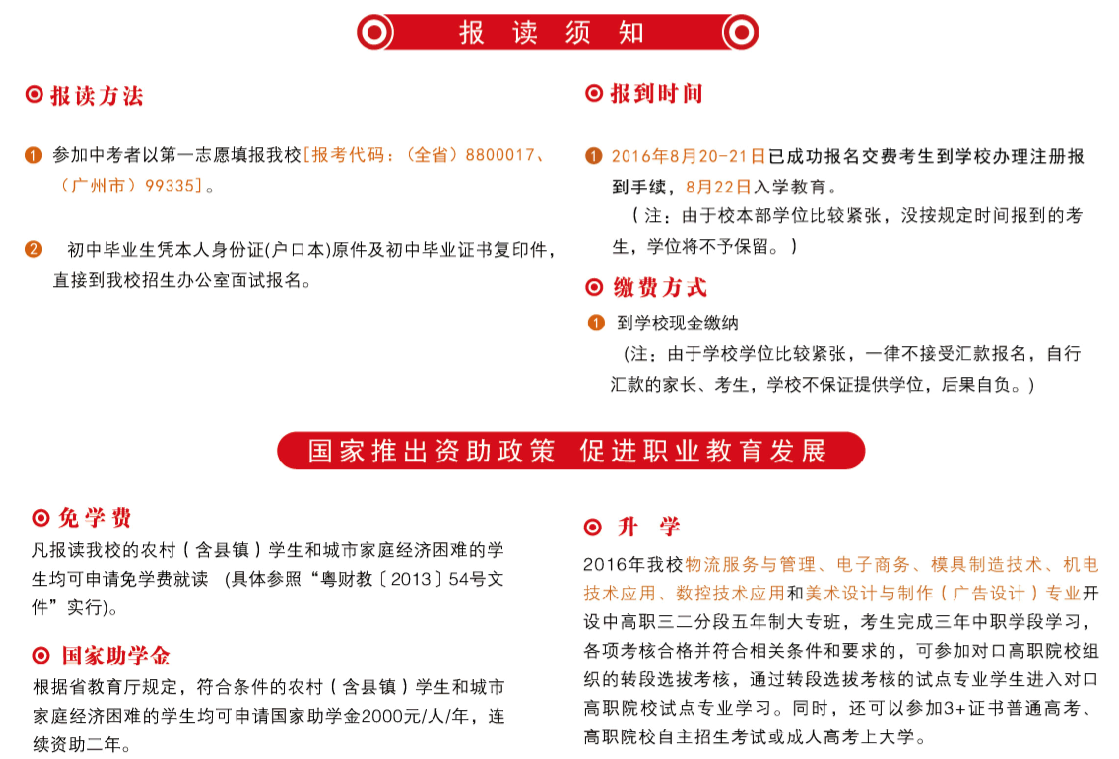 报读须知
报读方法
1 参加中考者以第一志愿填报我校[报考代码：(全省）8800017、
（广州市）99335]。
2 初中毕业生凭本人身份证(户口本)原件及初中毕业证书复印件，
直接到我校招生办公室面试报名。
报到时间
1 2016年8月20-21日已成功报名交费考生到学校办理注册报
到手续，8月22日入学教育。
（注：由于校本部学位比较紧张，没按规定时间报到的考
生，学位将不予保留。）
缴费方式
1 到学校现金缴纳
(注：由于学校学位比较紧张，一律不接受汇款报名，自行
汇款的家长、考生，学校不保证提供学位，后果自负。)
国家推出资助政策 促进职业教育发展
免学费
凡报读我校的农村（含县镇）学生和城市家庭经济困难的学
生均可申请免学费就读 (具体参照“粤财教〔2013〕54号文
件”实行)。
国家助学金
根据省教育厅规定，符合条件的农村（含县镇）学生和城市
家庭经济困难的学生均可申请国家助学金2000元/人/年，连
续资助二年。
升 学
2016年我校物流服务与管理、电子商务、模具制造技术、机电
技术应用、数控技术应用和美术设计与制作（广告设计）专业开
设中高职三二分段五年制大专班，考生完成三年中职学段学习，
各项考核合格并符合相关条件和要求的，可参加对口高职院校组
织的转段选拔考核，通过转段选拔考核的试点专业学生进入对口
高职院校试点专业学习。同时，还可以参加3+证书普通高考、
高职院校自主招生考试或成人高考上大学。